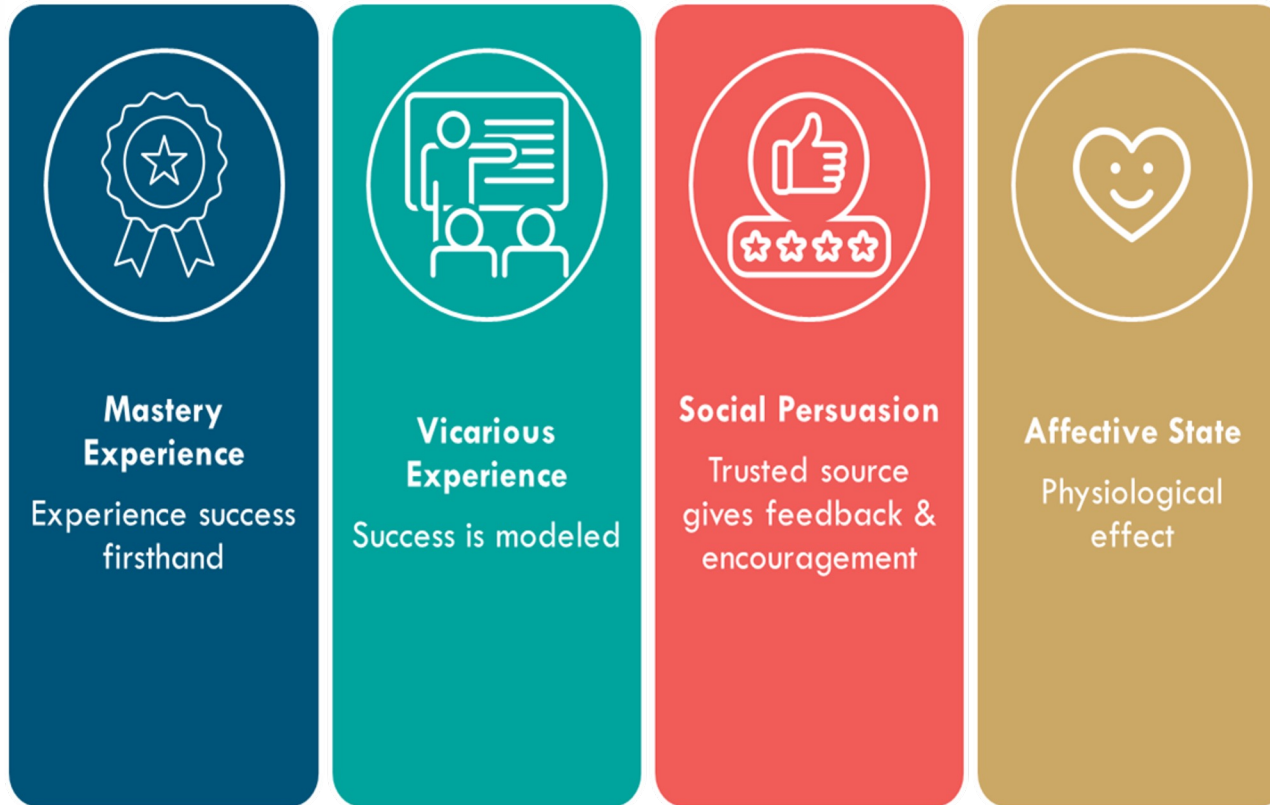 Mastery
Experience
Experience success
firsthand
Vicarious
Experience
Success is modeled
Social Persuasion
Trusted source
gives feedback &
encouragement
Affective State
Physiological
effect